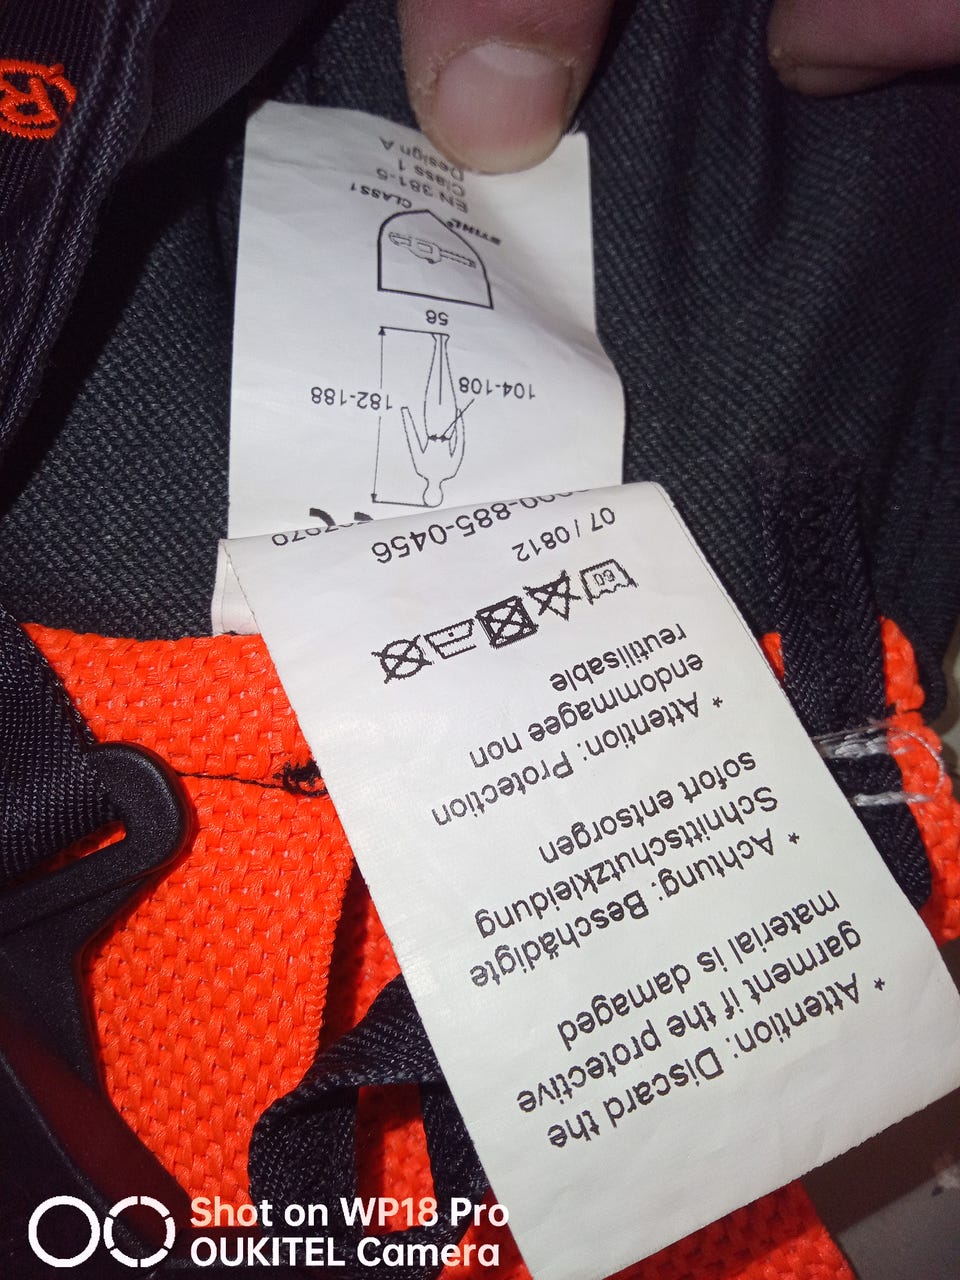 * Attention: Discard the
garment if the protective
material is damaged
* Achtung: Beschädigte
Schnittschutzkleidung
sofort entsorgen
* Attention: Protection
endommagee non
reutilisable
60
07 / 0812
000-885-0456
182-188
104-108
56
STIHL® CLASS 1
EN 381-5
Class 1
Design A
R
Shot on WP18 Pro
OUKITEL Camera